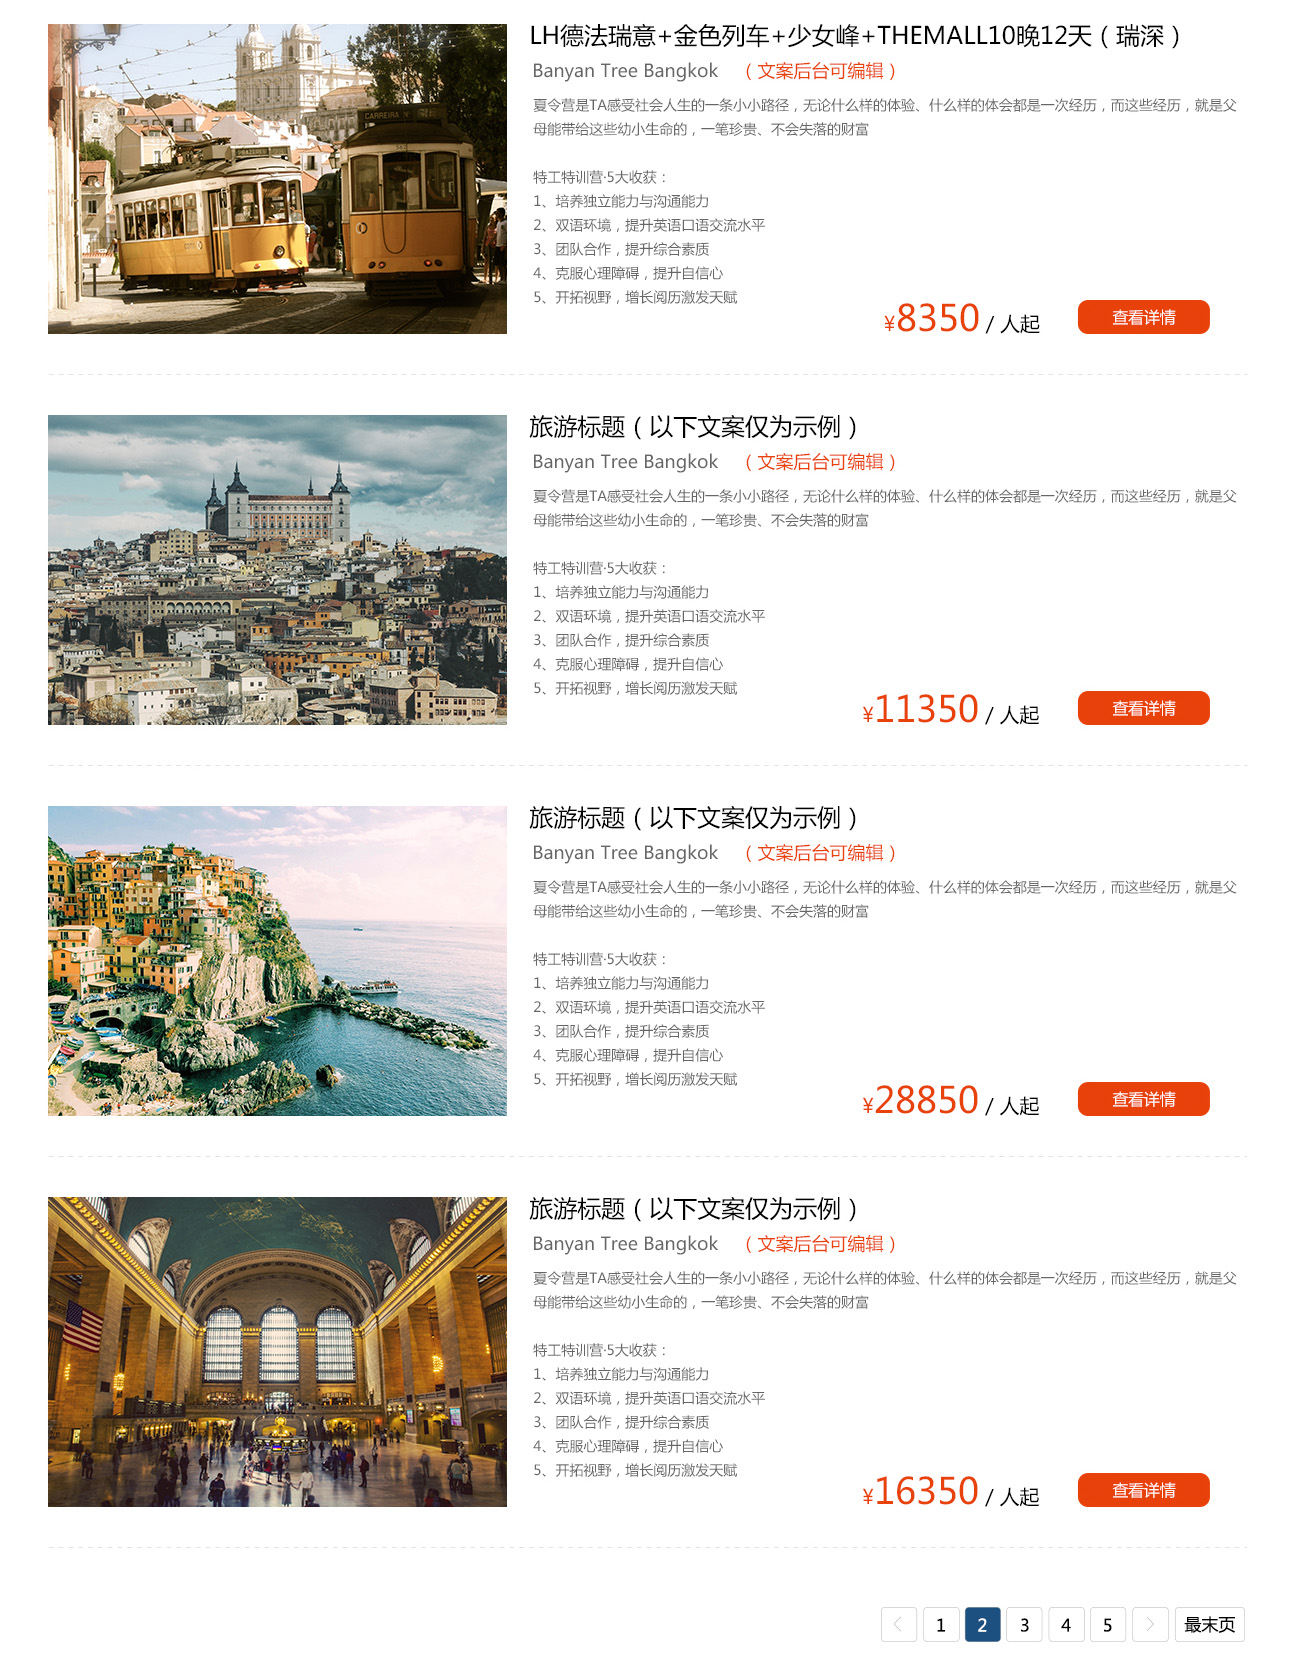 LH德法瑞意+金色列车+少女峰+THEMALL10晚12天（瑞深）
Banyan Tree Bangkok （文案后台可编辑）
夏令营是TA感受社会人生的一条小小路径，无论什么样的体验、什么样的体会都是一次经历，而这些经历，就是父
母能带给这些幼小生命的，一笔珍贵、不会失落的财富
特工特训营·5大收获：
1、培养独立能力与沟通能力
2、双语环境，提升英语口语交流水平
3、团队合作，提升综合素质
4、克服心理障碍，提升自信心
5、开拓视野，增长阅历激发天赋
¥8350 / 人起 查看详情
CARREIRA
旅游标题（以下文案仅为示例）
Banyan Tree Bangkok （文案后台可编辑）
夏令营是TA感受社会人生的一条小小路径，无论什么样的体验、什么样的体会都是一次经历，而这些经历，就是父
母能带给这些幼小生命的，一笔珍贵、不会失落的财富
特工特训营·5大收获：
1、培养独立能力与沟通能力
2、双语环境，提升英语口语交流水平
3、团队合作，提升综合素质
4、克服心理障碍，提升自信心
5、开拓视野，增长阅历激发天赋
¥11350 / 人起 查看详情
旅游标题（以下文案仅为示例）
Banyan Tree Bangkok （文案后台可编辑）
夏令营是TA感受社会人生的一条小小路径，无论什么样的体验、什么样的体会都是一次经历，而这些经历，就是父
母能带给这些幼小生命的，一笔珍贵、不会失落的财富
特工特训营·5大收获：
1、培养独立能力与沟通能力
2、双语环境，提升英语口语交流水平
3、团队合作，提升综合素质
4、克服心理障碍，提升自信心
5、开拓视野，增长阅历激发天赋
¥28850 / 人起 查看详情
旅游标题（以下文案仅为示例）
Banyan Tree Bangkok （文案后台可编辑）
夏令营是TA感受社会人生的一条小小路径，无论什么样的体验、什么样的体会都是一次经历，而这些经历，就是父
母能带给这些幼小生命的，一笔珍贵、不会失落的财富
特工特训营·5大收获：
1、培养独立能力与沟通能力
2、双语环境，提升英语口语交流水平
3、团队合作，提升综合素质
4、克服心理障碍，提升自信心
5、开拓视野，增长阅历激发天赋
¥16350 / 人起 查看详情
1 2 3 4 5 最末页